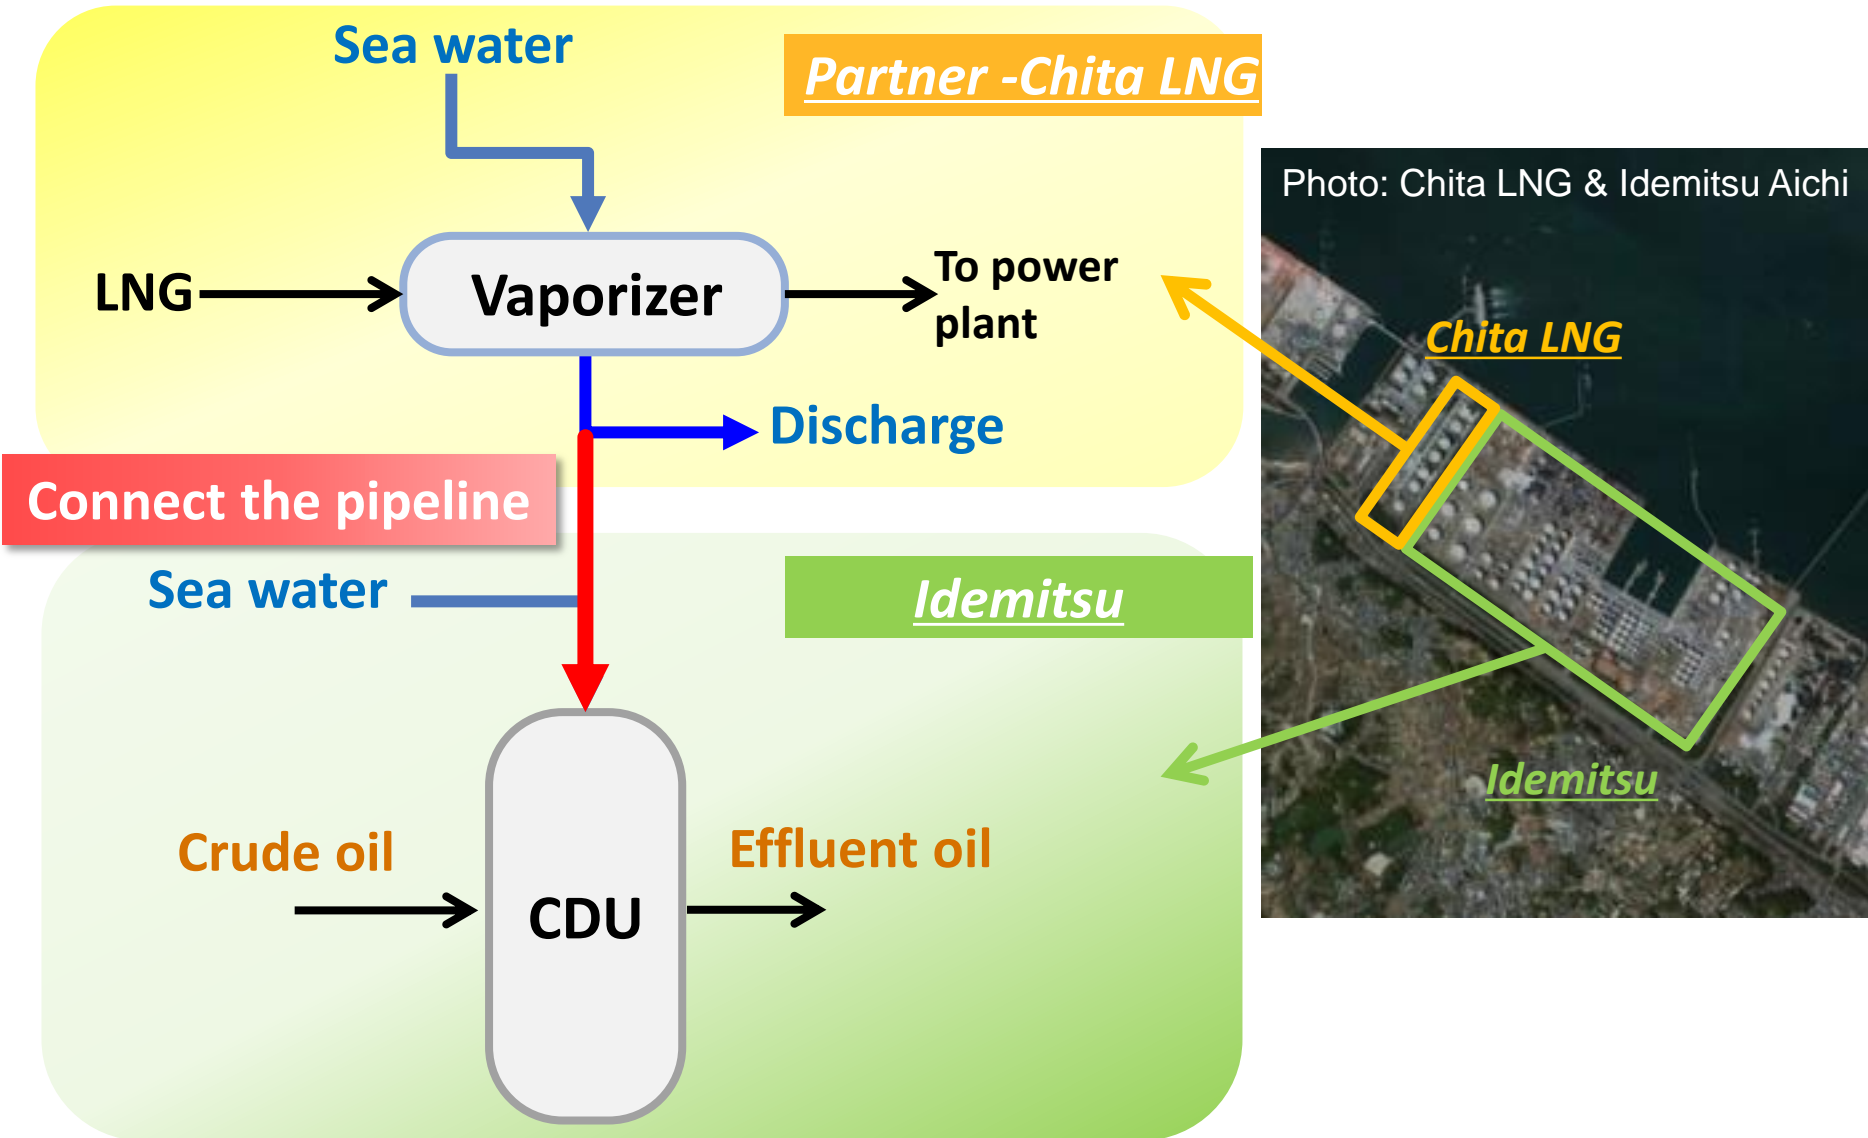 Sea water
Partner -Chita LNG
Photo: Chita LNG & Idemitsu Aichi
LNG
Vaporizer
To power
plant
Chita LNG
Discharge
Connect the pipeline
Sea water
Idemitsu
Idemitsu
Crude oil
Effluent oil
CDU